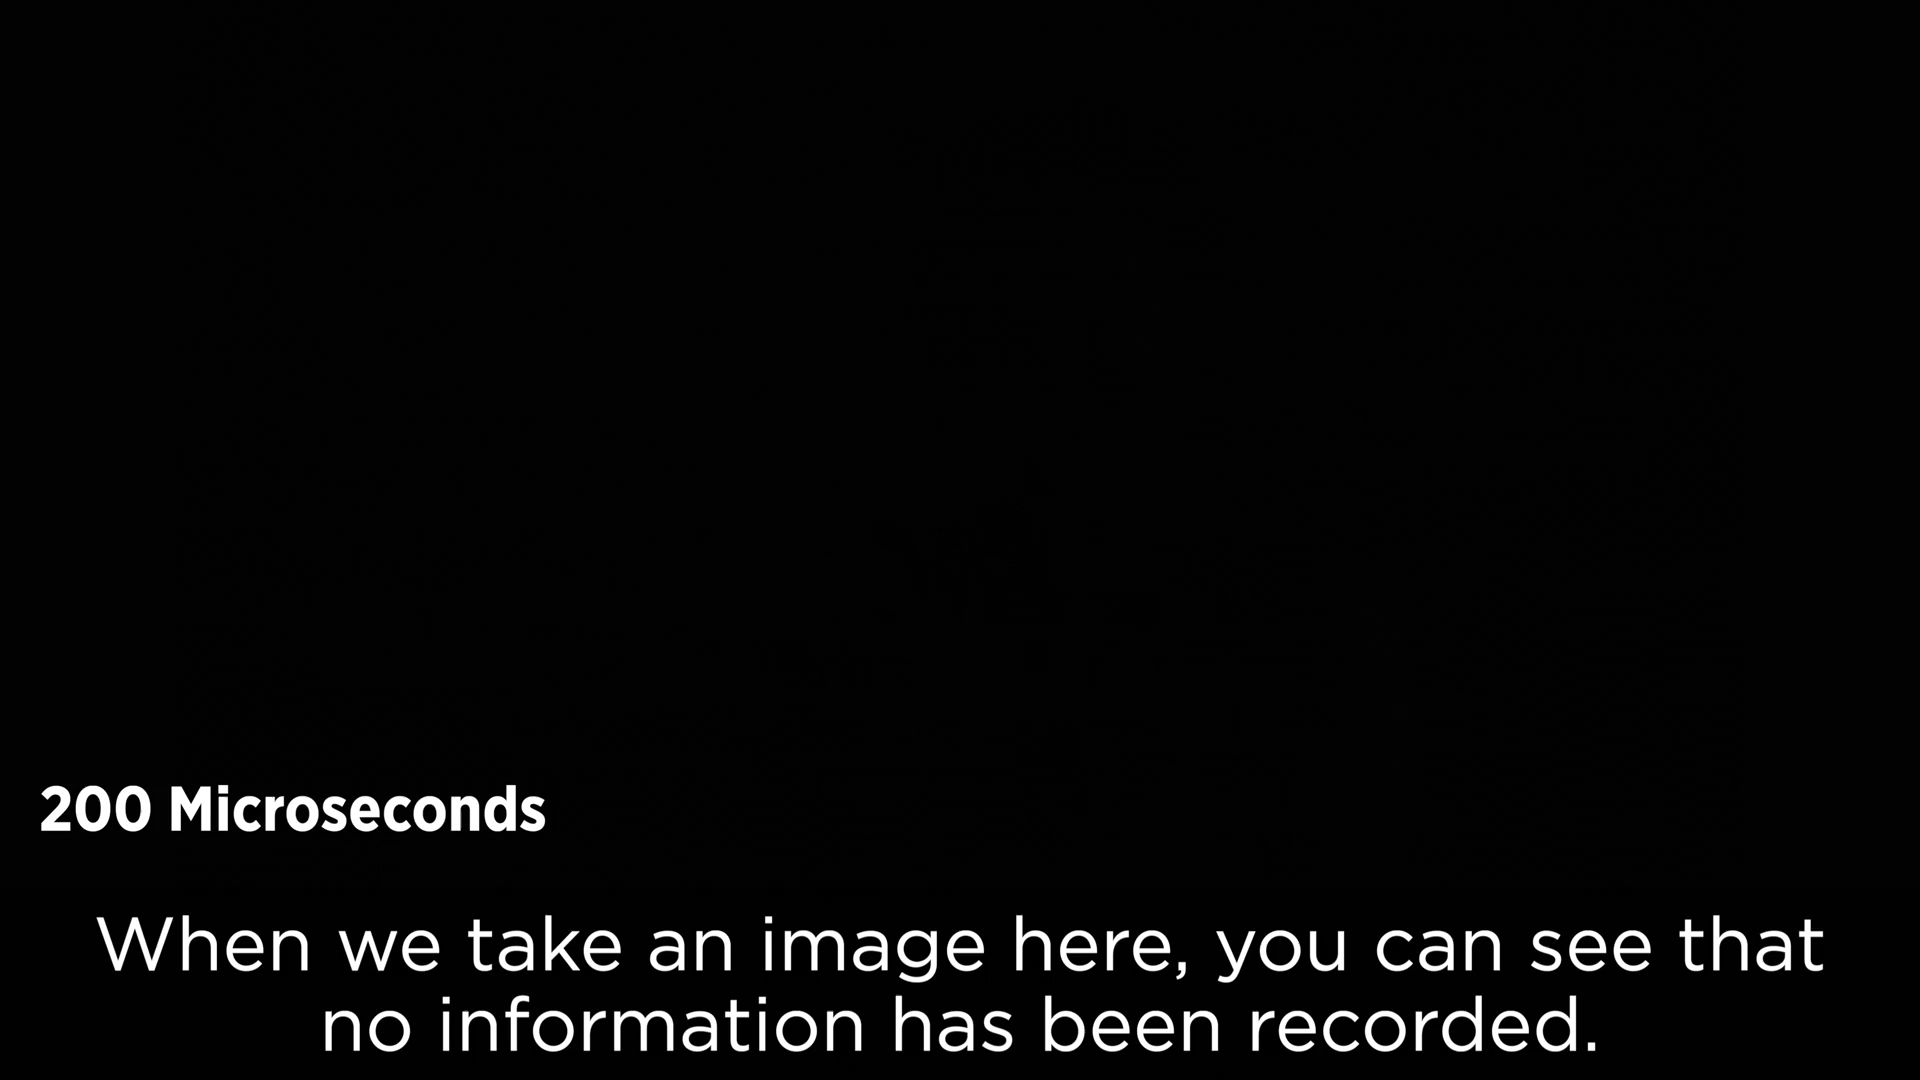 200 Microseconds
When we take an image here, you can see that
no information has been recorded.